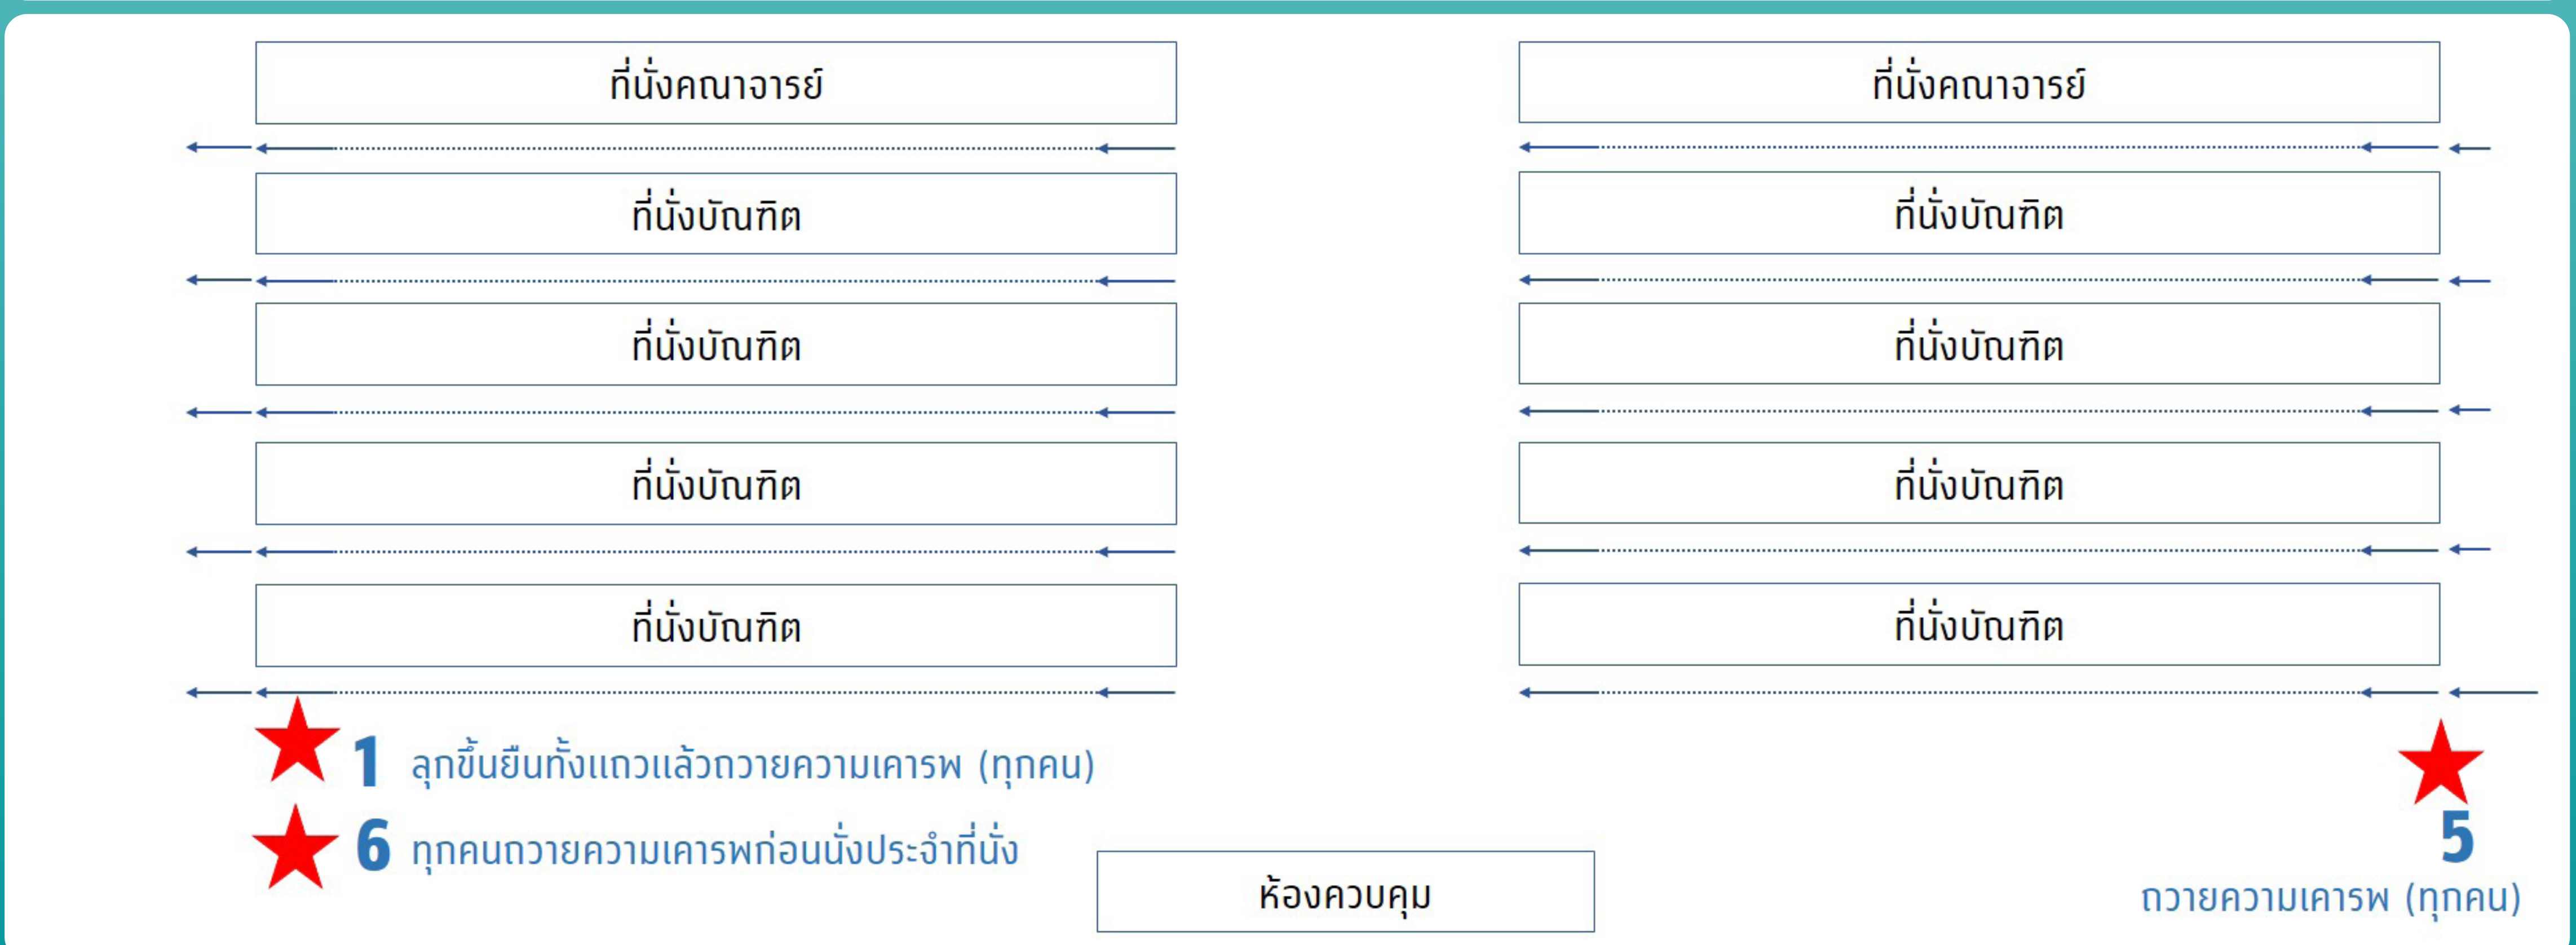 ที่นั่งคณาจารย์
ที่นั่งคณาจารย์
ที่นั่งบัณฑิต
ที่นั่งบัณฑิต
ที่นั่งบัณฑิต
ที่นั่งบัณฑิต
ที่นั่งบัณฑิต
ที่นั่งบัณฑิต
ที่นั่งบัณฑิต
ที่นั่งบัณฑิต
1 ลุกขึ้นยืนทั้งแถวแล้วถวายความเคารพ (ทุกคน)
6 ทุกคนถวายความเคารพก่อนนั่งประจำที่นั่ง
ห้องควบคุม
5
ถวายความเคารพ (ทุกคน)